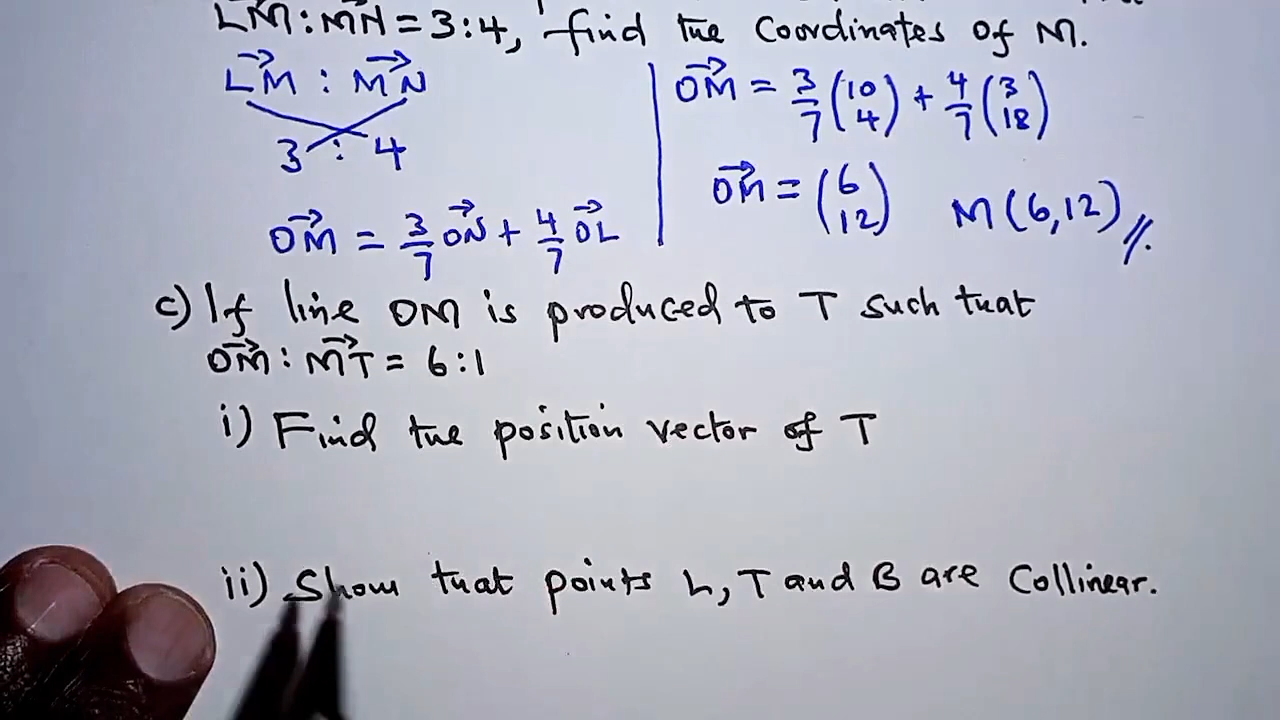 LM : MN = 3:4, find the Coordinates of M.
LM : MN
3 : 4
OM = 3/7 ON + 4/7 OL
OM = 3/7 (10 4) + 4/7 (3 18)
OM = (6 12) M(6,12)//.
c) If line OM is produced to T such that
OM : MT = 6:1
i) Find the position vector of T
ii) Show that points L, T and B are Collinear.